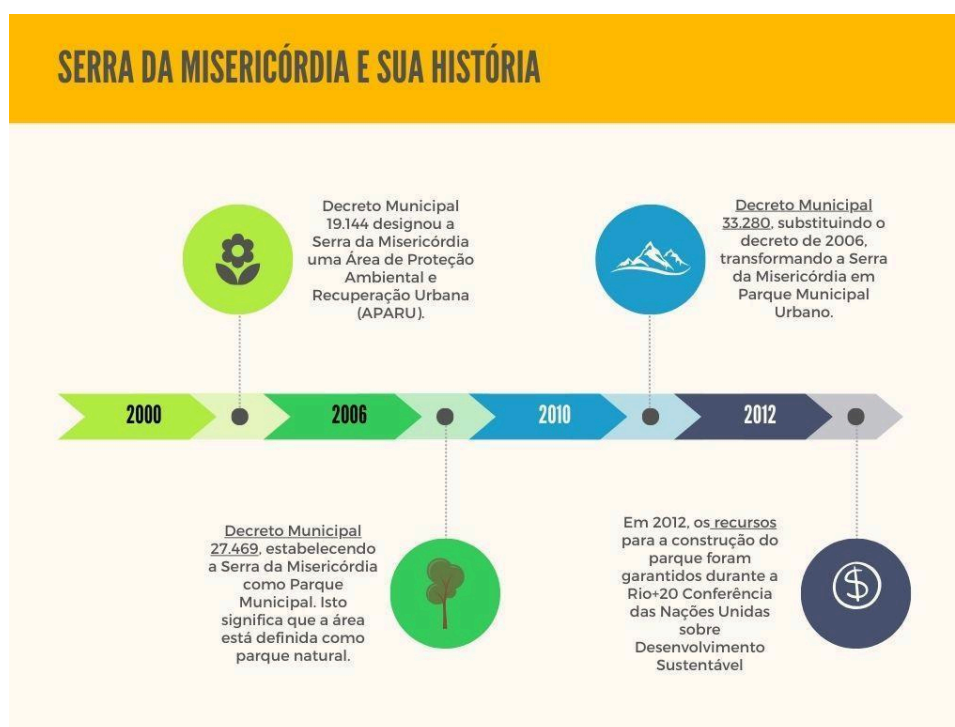 SERRA DA MISERICÓRDIA E SUA HISTÓRIA
Decreto Municipal
19.144 designou a
Serra da Misericórdia
uma Área de Proteção
Ambiental e
Recuperação Urbana
(APARU).
Decreto Municipal
33.280, substituindo o
decreto de 2006,
transformando a Serra
da Misericórdia em
Parque Municipal
Urbano.
2000
2006
2010
2012
Decreto Municipal
27.469, estabelecendo
a Serra da Misericórdia
como Parque
Municipal. Isto
significa que a área
está definida como
parque natural.
Em 2012, os recursos
para a construção do
parque foram
garantidos durante a
Rio+20 Conferência
das Nações Unidas
sobre
Desenvolvimento
Sustentável
$